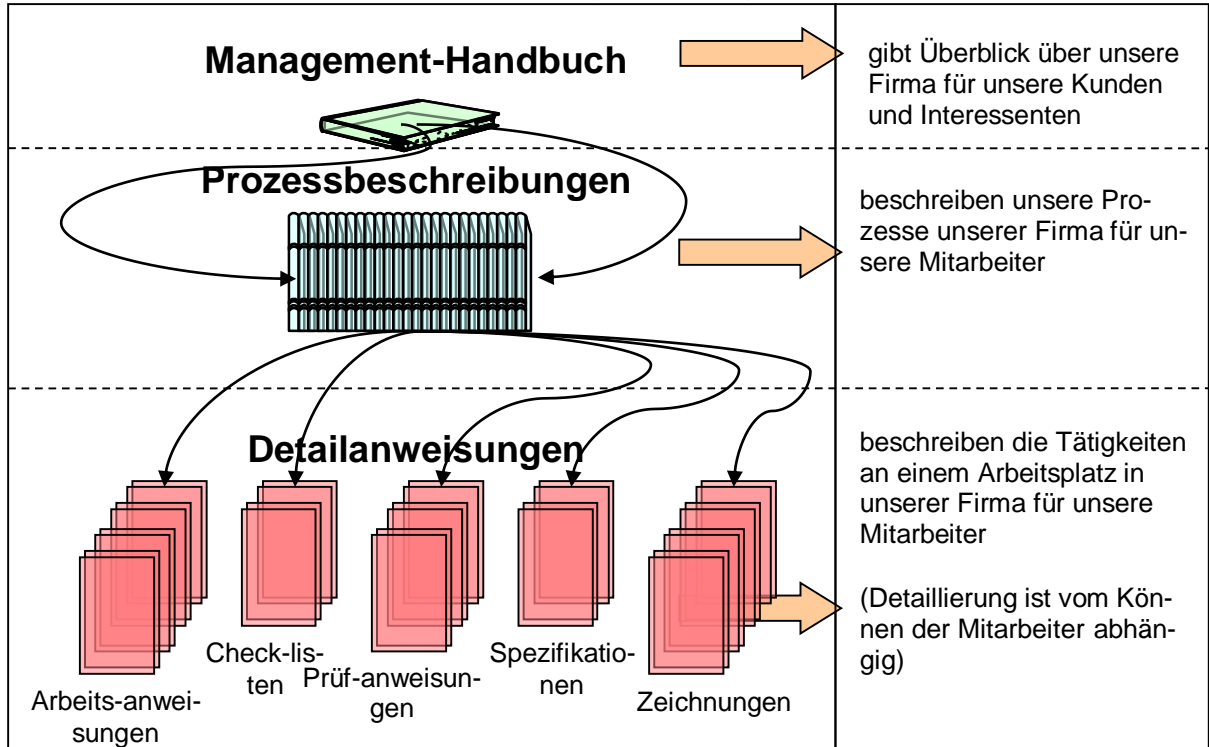 Management-Handbuch
gibt Überblick über unsere
Firma für unsere Kunden
und Interessenten
Prozessbeschreibungen
beschreiben unsere Pro-
zesse unserer Firma für un-
sere Mitarbeiter
Detailanweisungen
beschreiben die Tätigkeiten
an einem Arbeitsplatz in
unserer Firma für unsere
Mitarbeiter
(Detaillierung ist vom Kön-
nen der Mitarbeiter abhän-
gig)
Arbeits-anwei-
sungen
Check-lis-
ten
Prüf-anweisun-
gen
Spezifikatio-
nen
Zeichnungen